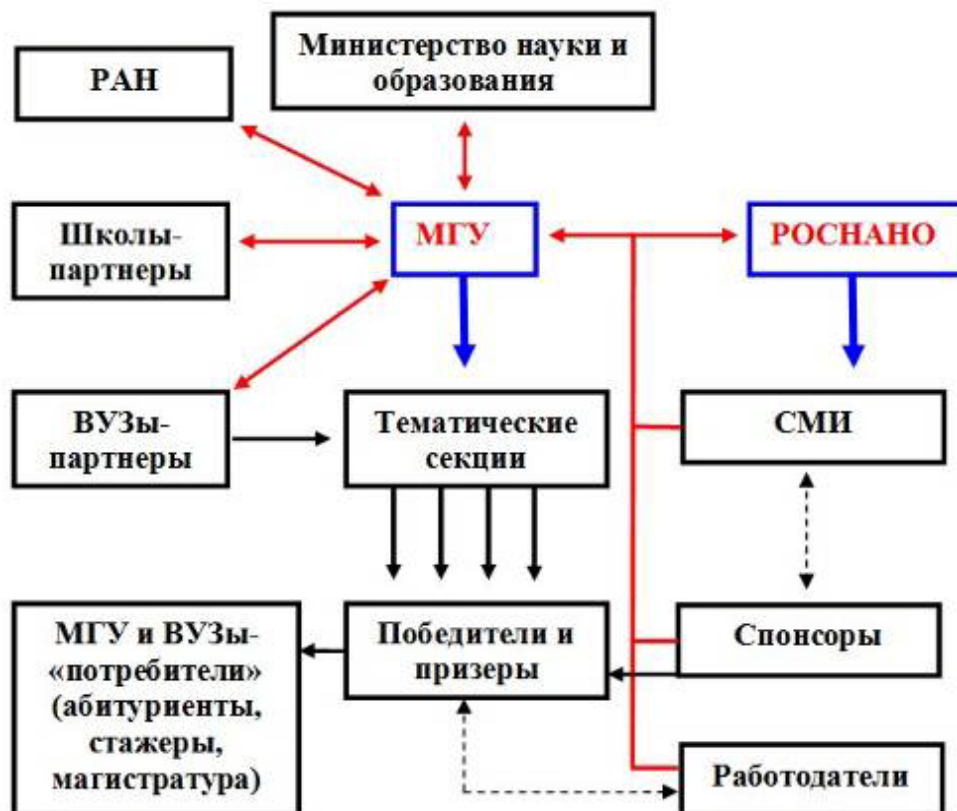 Министерство науки и
образования
РАН
Школы-
партнеры
МГУ
РОСНАНО
ВУЗы-
партнеры
Тематические
секции
СМИ
МГУ и ВУЗы-
«потребители»
(абитуриенты,
стажеры,
магистратура)
Победители и
призеры
Спонсоры
Работодатели